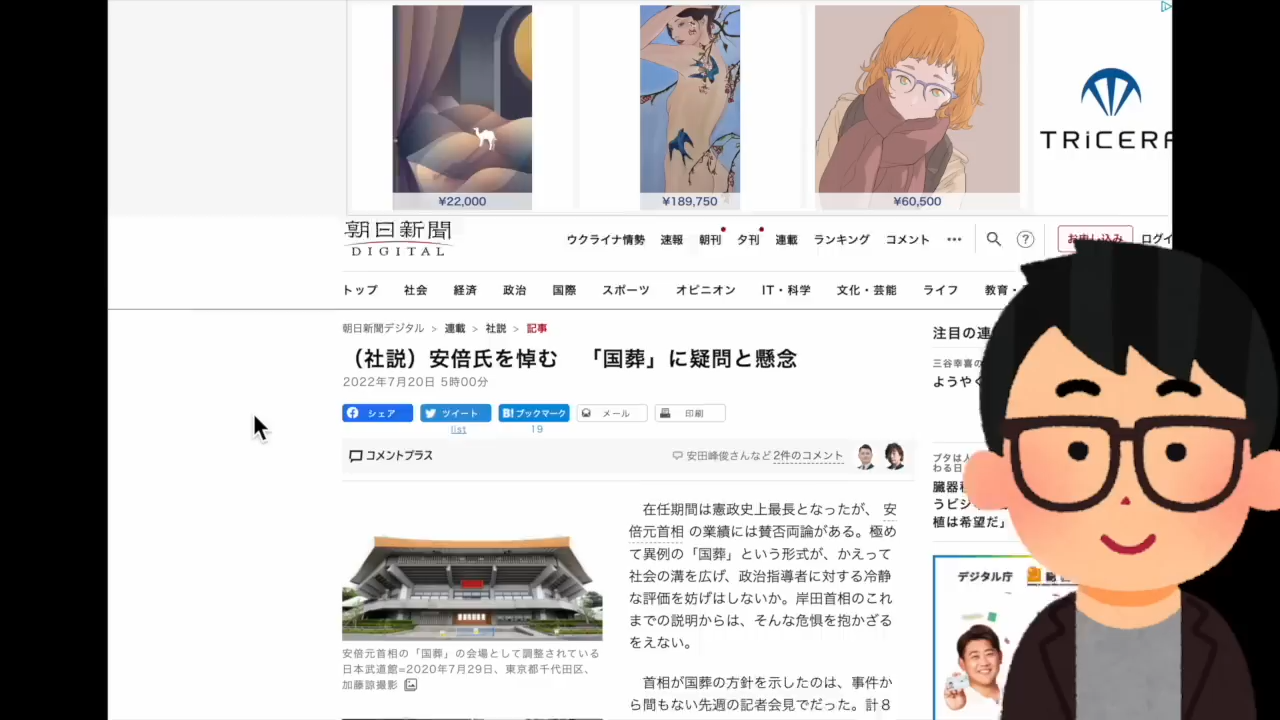 ¥22,000
¥189,750
¥60,500
TRiCERA
朝日新聞
DIGITAL
ウクライナ情勢 速報 朝刊 夕刊 連載 ランキング コメント ･･･ ? お申し込み ログイ
トップ 社会 経済 政治 国際 スポーツ オピニオン IT・科学 文化・芸能 ライフ 教育・
朝日新聞デジタル > 連載 > 社説 > 記事
（社説）安倍氏を悼む 「国葬」に疑問と懸念
2022年7月20日 5時00分
シェア ツイート B!ブックマーク メール 印刷
list 19
コメントプラス 安田峰俊さんなど2件のコメント
在任期間は憲政史上最長となったが、安
倍元首相の業績には賛否両論がある。極め
て異例の「国葬」という形式が、かえって
社会の溝を広げ、政治指導者に対する冷静
な評価を妨げはしないか。岸田首相のこれ
までの説明からは、そんな危惧を抱かざる
をえない。
首相が国葬の方針を示したのは、事件か
ら間もない先週の記者会見でだった。計８
安倍元首相の「国葬」の会場として調整されている
日本武道館=2020年7月29日、東京都千代田区、
加藤諒撮影
注目の連
三谷幸喜の
ようやく
ブタは人
わる日
臓器移
うビジ
植は希望だ」
デジタル庁